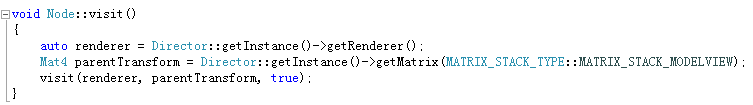 void Node::visit()
{
    auto renderer = Director::getInstance()->getRenderer();
    Mat4 parentTransform = Director::getInstance()->getMatrix(MATRIX_STACK_TYPE::MATRIX_STACK_MODELVIEW);
    visit(renderer, parentTransform, true);
}